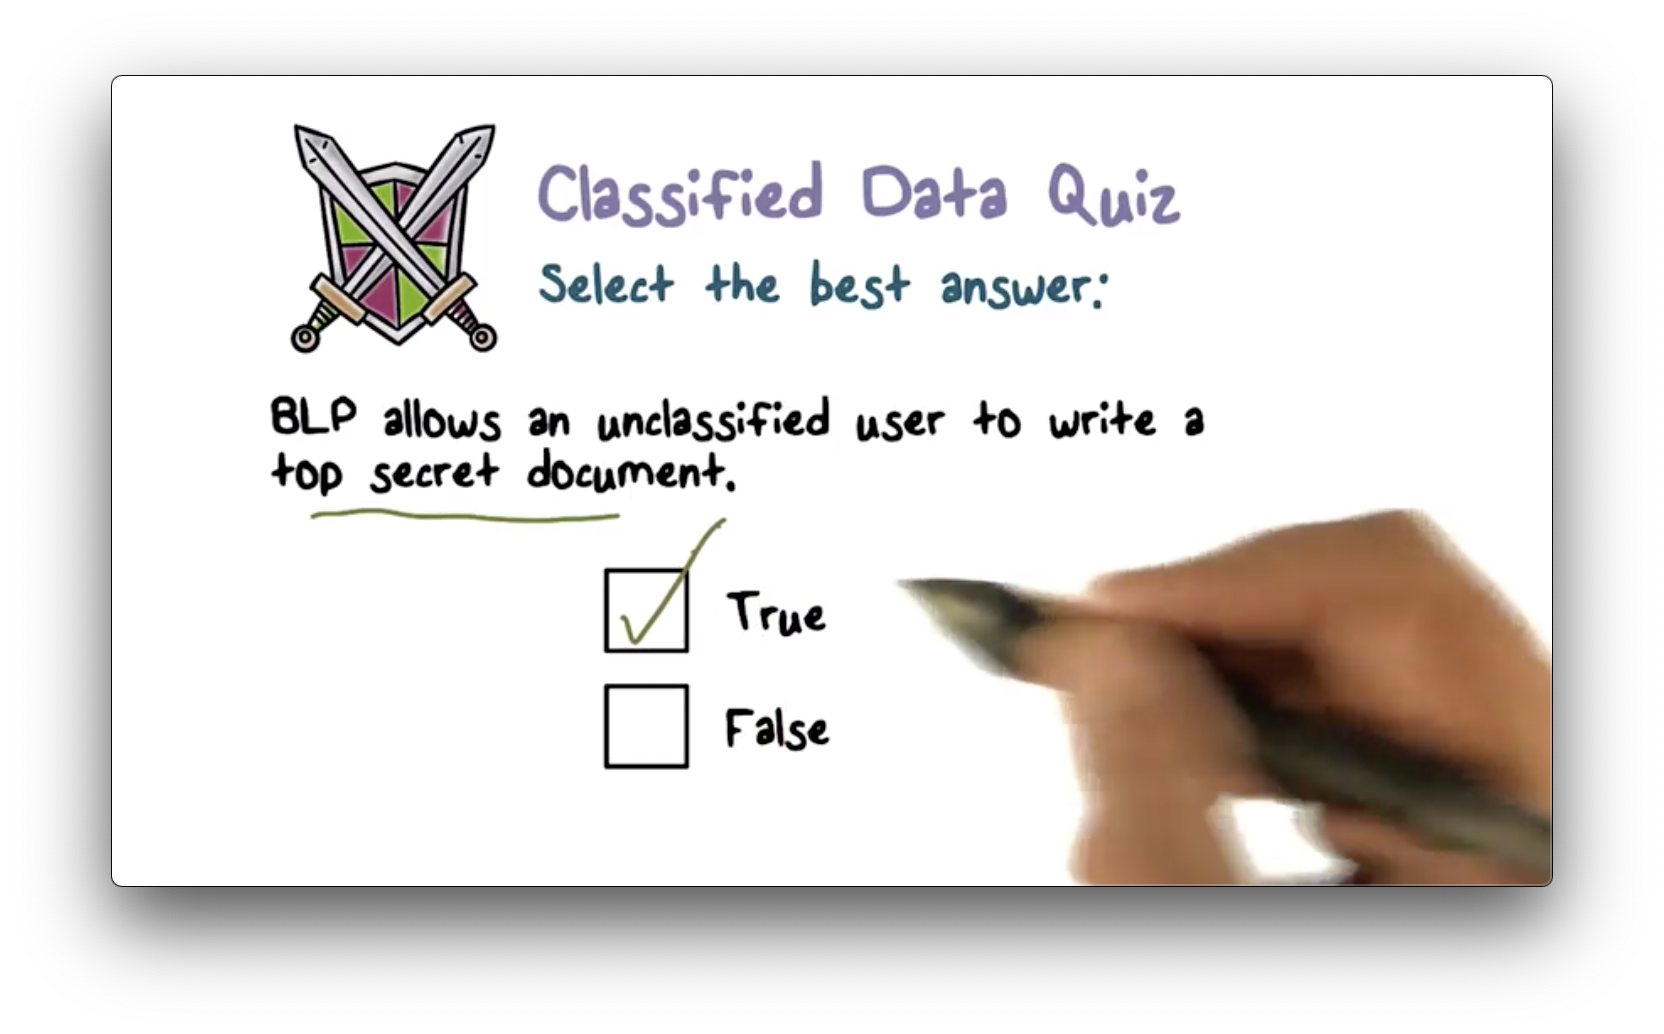 Classified Data Quiz
Select the best answer:
BLP allows an unclassified user to write a
top secret document.
True
False